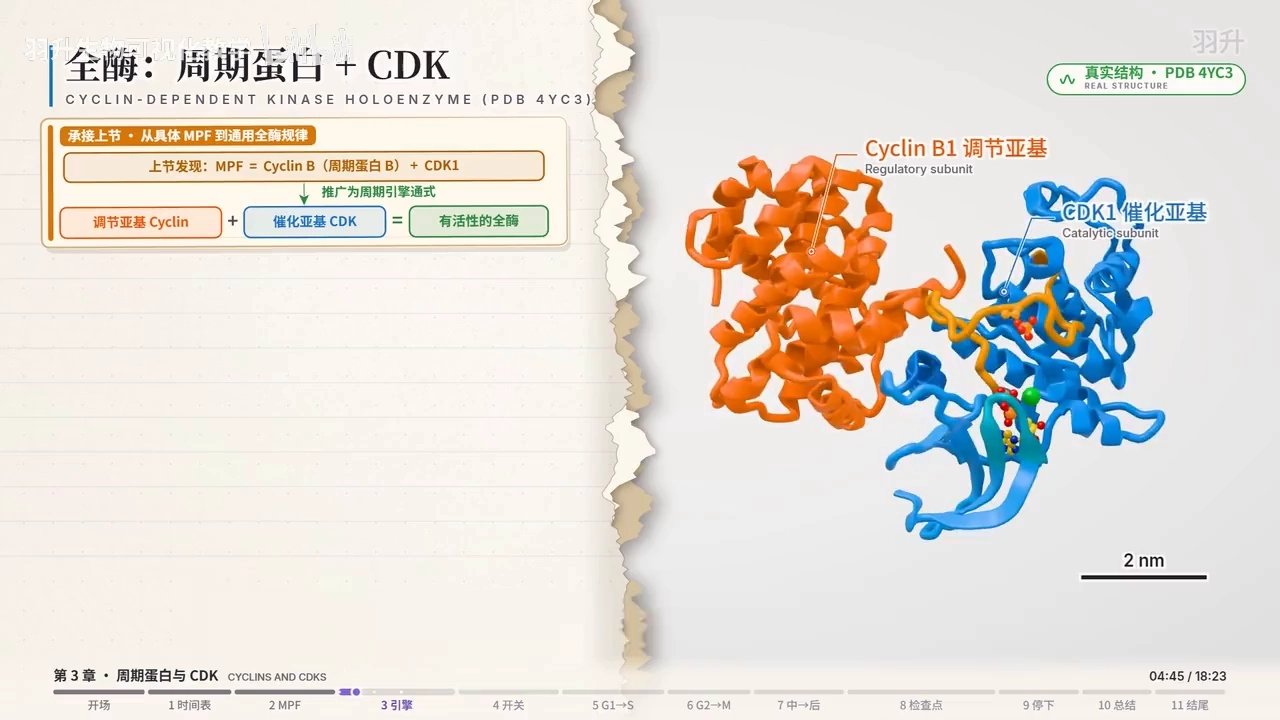 全酶：周期蛋白 + CDK
CYCLIN-DEPENDENT KINASE HOLOENZYME (PDB 4YC3)
承接上节 · 从具体 MPF 到通用全酶规律
上节发现：MPF = Cyclin B（周期蛋白 B）+ CDK1
推广为周期引擎通式
调节亚基 Cyclin + 催化亚基 CDK = 有活性的全酶
羽升
真实结构 · PDB 4YC3
REAL STRUCTURE
Cyclin B1 调节亚基
Regulatory subunit
CDK1 催化亚基
Catalytic subunit
2 nm
第 3 章 · 周期蛋白与 CDK CYCLINS AND CDKS
04:45 / 18:23
开场 1 时间表 2 MPF 3 引擎 4 开关 5 G1→S 6 G2→M 7 中→后 8 检查点 9 停下 10 总结 11 结尾